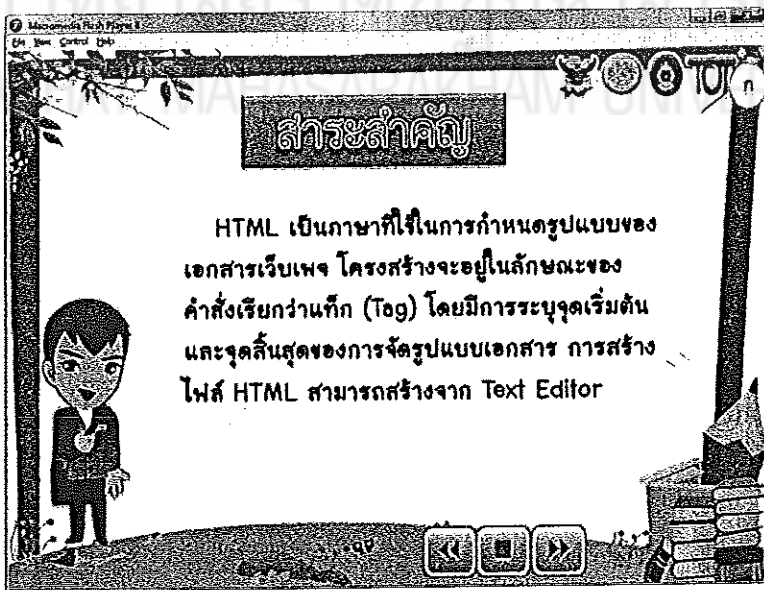 Macromedia Flash Player 8
File View Control Help
สาระสำคัญ
HTML เป็นภาษาที่ใช้ในการกำหนดรูปแบบของ
เอกสารเว็บเพจ โครงสร้างจะอยู่ในลักษณะของ
คำสั่งเรียกว่าแท็ก (Tag) โดยมีการระบุจุดเริ่มต้น
และจุดสิ้นสุดของการจัดรูปแบบเอกสาร การสร้าง
ไฟล์ HTML สามารถสร้างจาก Text Editor